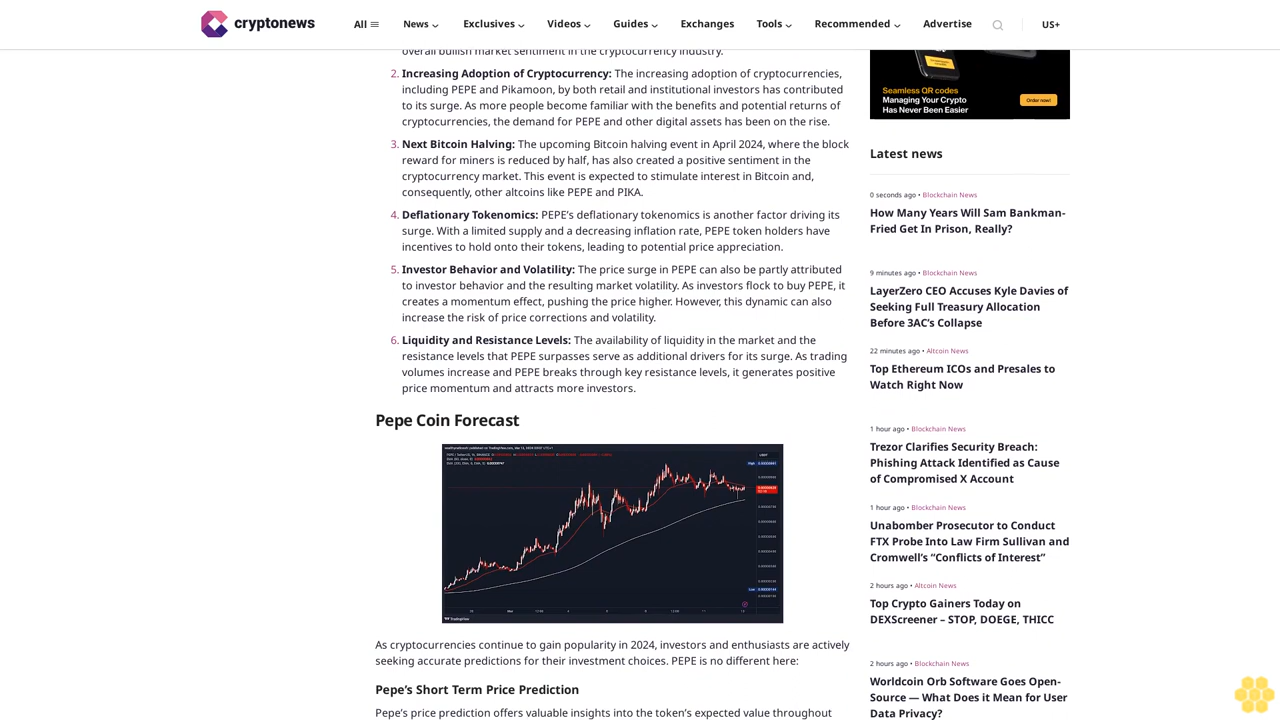 cryptonews
All
News
Exclusives
Videos
Guides
Exchanges
Tools
Recommended
Advertise
US+
overall bullish market sentiment in the cryptocurrency industry.
2. Increasing Adoption of Cryptocurrency: The increasing adoption of cryptocurrencies,
including PEPE and Pikamoon, by both retail and institutional investors has contributed
to its surge. As more people become familiar with the benefits and potential returns of
cryptocurrencies, the demand for PEPE and other digital assets has been on the rise.
3. Next Bitcoin Halving: The upcoming Bitcoin halving event in April 2024, where the block
reward for miners is reduced by half, has also created a positive sentiment in the
cryptocurrency market. This event is expected to stimulate interest in Bitcoin and,
consequently, other altcoins like PEPE and PIKA.
4. Deflationary Tokenomics: PEPE’s deflationary tokenomics is another factor driving its
surge. With a limited supply and a decreasing inflation rate, PEPE token holders have
incentives to hold onto their tokens, leading to potential price appreciation.
5. Investor Behavior and Volatility: The price surge in PEPE can also be partly attributed
to investor behavior and the resulting market volatility. As investors flock to buy PEPE, it
creates a momentum effect, pushing the price higher. However, this dynamic can also
increase the risk of price corrections and volatility.
6. Liquidity and Resistance Levels: The availability of liquidity in the market and the
resistance levels that PEPE surpasses serve as additional drivers for its surge. As trading
volumes increase and PEPE breaks through key resistance levels, it generates positive
price momentum and attracts more investors.
Pepe Coin Forecast
TradingView
As cryptocurrencies continue to gain popularity in 2024, investors and enthusiasts are actively
seeking accurate predictions for their investment choices. PEPE is no different here:
Pepe’s Short Term Price Prediction
Pepe’s price prediction offers valuable insights into the token’s expected value throughout
Seamless QR codes
Managing Your Crypto
Has Never Been Easier
Order now!
Latest news
0 seconds ago • Blockchain News
How Many Years Will Sam Bankman-
Fried Get In Prison, Really?
9 minutes ago • Blockchain News
LayerZero CEO Accuses Kyle Davies of
Seeking Full Treasury Allocation
Before 3AC’s Collapse
22 minutes ago • Altcoin News
Top Ethereum ICOs and Presales to
Watch Right Now
1 hour ago • Blockchain News
Trezor Clarifies Security Breach:
Phishing Attack Identified as Cause
of Compromised X Account
1 hour ago • Blockchain News
Unabomber Prosecutor to Conduct
FTX Probe Into Law Firm Sullivan and
Cromwell’s “Conflicts of Interest”
2 hours ago • Altcoin News
Top Crypto Gainers Today on
DEXScreener – STOP, DOEGE, THICC
2 hours ago • Blockchain News
Worldcoin Orb Software Goes Open-
Source — What Does it Mean for User
Data Privacy?